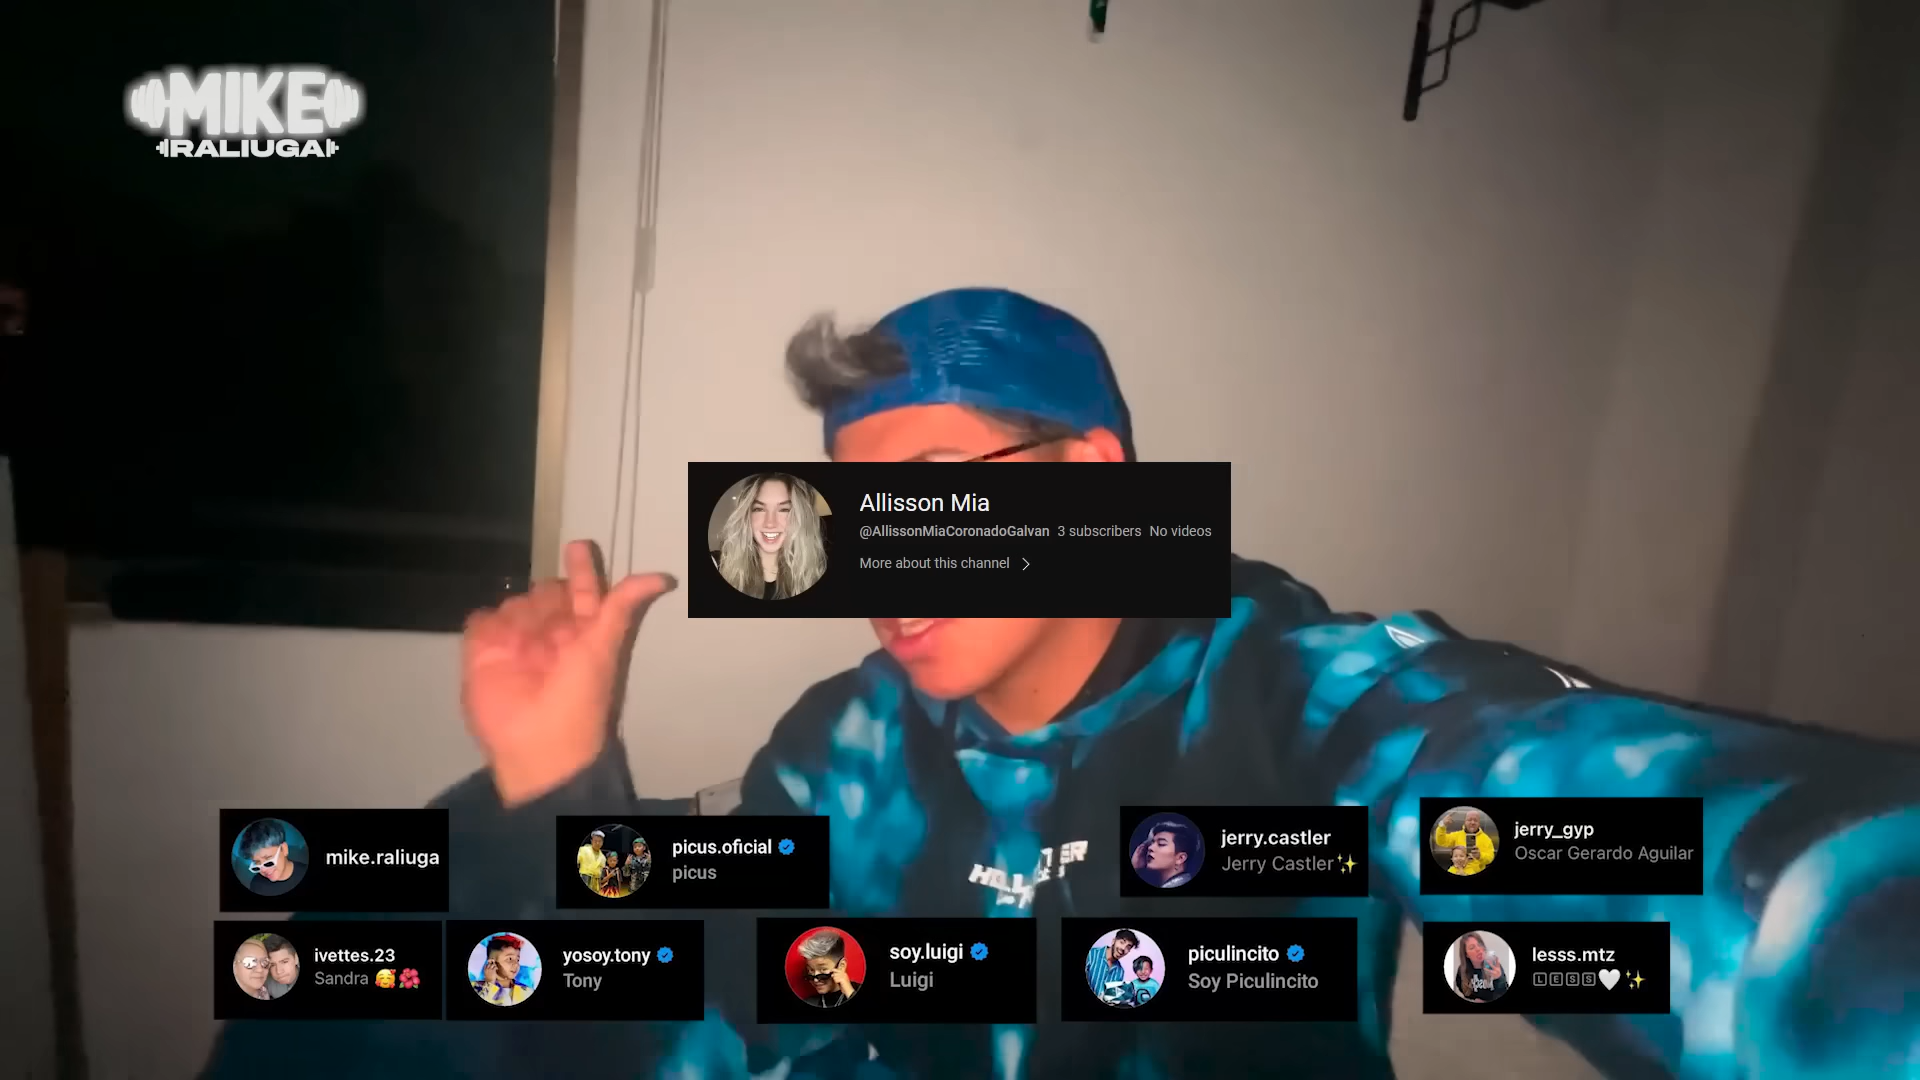 MIKE
RALIUGA
Allisson Mia
@AllissonMiaCoronadoGalvan 3 subscribers No videos
More about this channel
mike.raliuga
picus.oficial
picus
jerry.castler
Jerry Castler✨
jerry_gyp
Oscar Gerardo Aguilar
ivettes.23
Sandra 🥰🌺
yosoy.tony
Tony
soy.luigi
Luigi
piculincito
Soy Piculincito
lesss.mtz
🄻🄴🅂🅂🤍✨